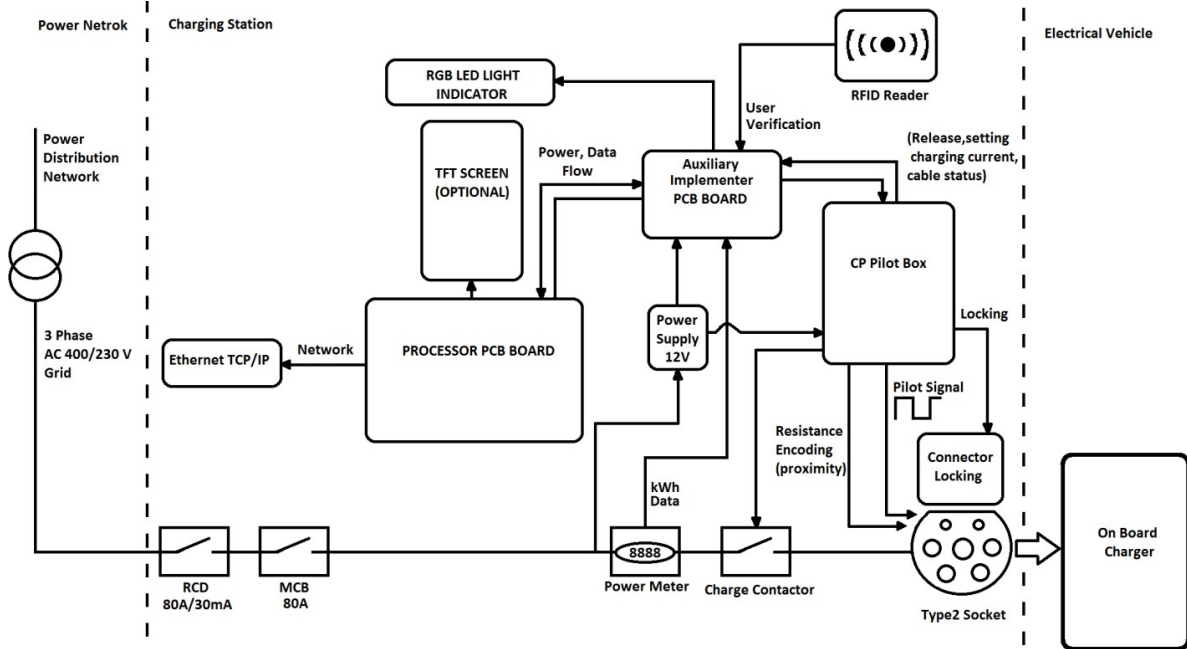 Power Netrok
Charging Station
Electrical Vehicle
RGB LED LIGHT
INDICATOR
RFID Reader
User
Verification
Power
Distribution
Network
TFT SCREEN
(OPTIONAL)
Power, Data
Flow
Auxiliary
Implementer
PCB BOARD
(Release,setting
charging current,
cable status)
CP Pilot Box
3 Phase
AC 400/230 V
Grid
Ethernet TCP/IP
Network
PROCESSOR PCB BOARD
Power
Supply
12V
Locking
Pilot Signal
Resistance
Encoding
(proximity)
Connector
Locking
kWh
Data
8888
On Board
Charger
RCD
80A/30mA
MCB
80A
Power Meter
Charge Contactor
Type2 Socket